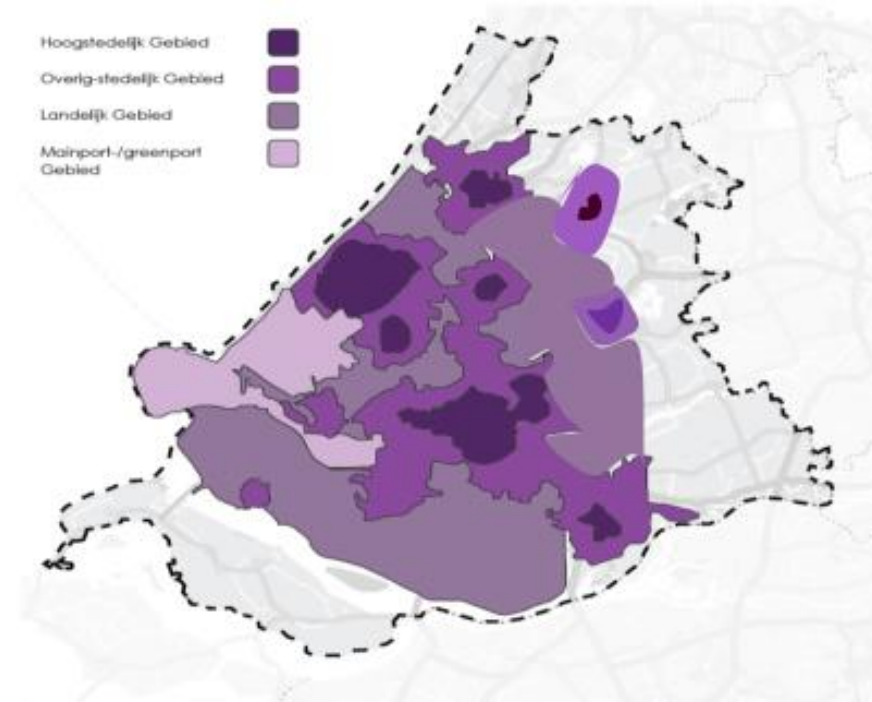 Hoogstedelijk Gebied
Overig-stedelijk Gebied
Landelijk Gebied
Mainport-/greenport
Gebied